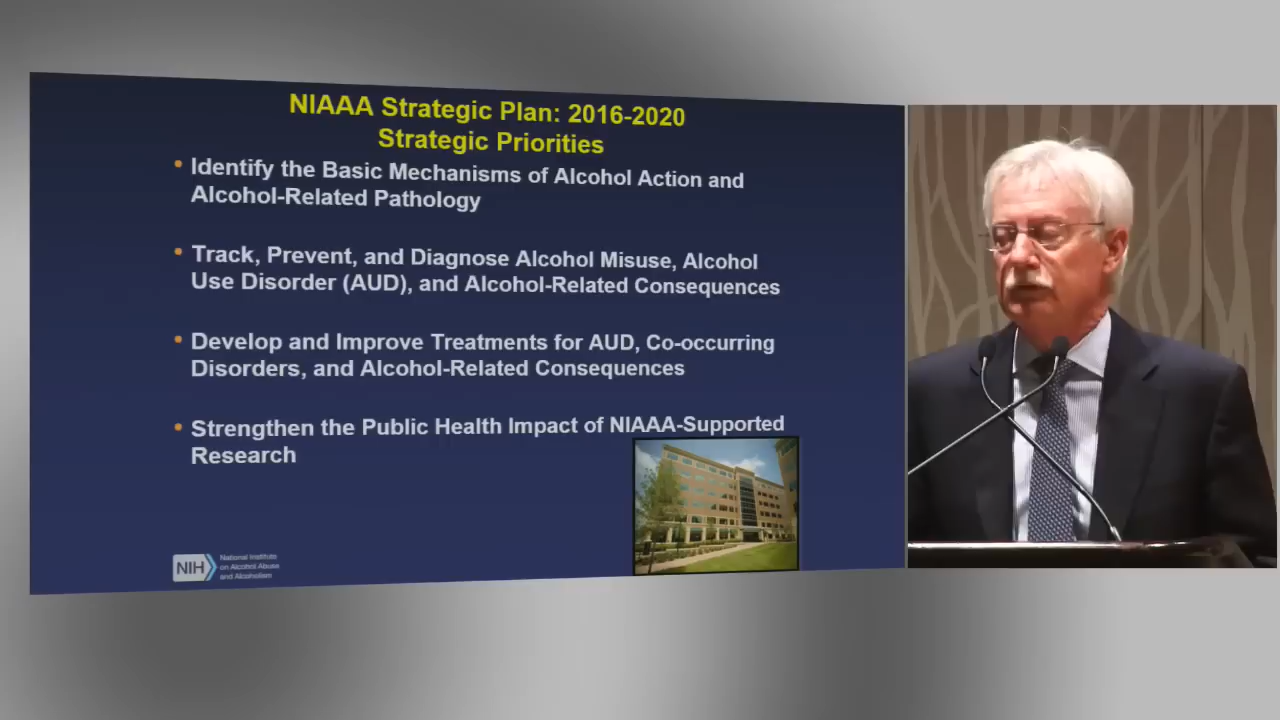 NIAAA Strategic Plan: 2016-2020
Strategic Priorities
• Identify the Basic Mechanisms of Alcohol Action and
Alcohol-Related Pathology
• Track, Prevent, and Diagnose Alcohol Misuse, Alcohol
Use Disorder (AUD), and Alcohol-Related Consequences
• Develop and Improve Treatments for AUD, Co-occurring
Disorders, and Alcohol-Related Consequences
• Strengthen the Public Health Impact of NIAAA-Supported
Research
NIH
National Institute
on Alcohol Abuse
and Alcoholism